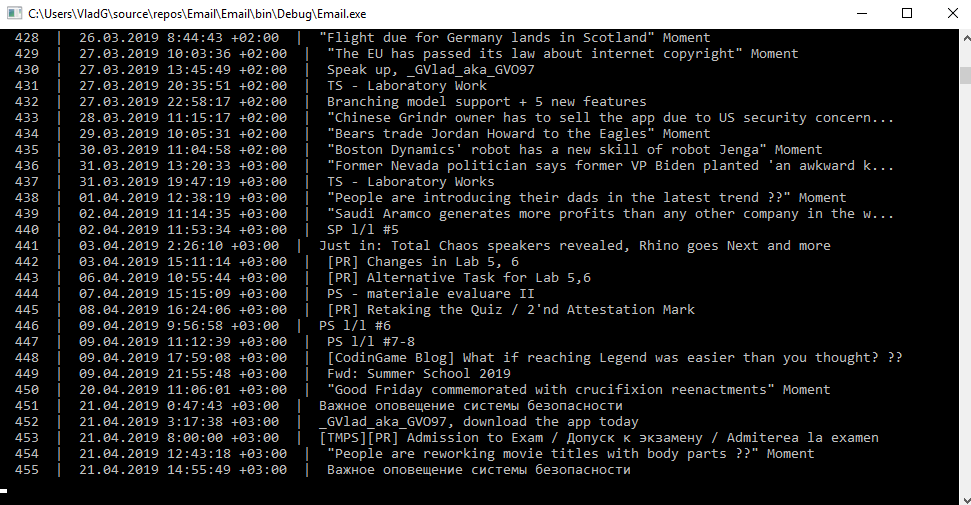 C:\Users\VladG\source\repos\Email\Email\bin\Debug\Email.exe
428 | 26.03.2019 8:44:43 +02:00 | "Flight due for Germany lands in Scotland" Moment
429 | 27.03.2019 10:03:36 +02:00 | "The EU has passed its law about internet copyright" Moment
430 | 27.03.2019 13:45:49 +02:00 | Speak up, _GVlad_aka_GVO97
431 | 27.03.2019 20:35:51 +02:00 | TS - Laboratory Work
432 | 27.03.2019 22:58:17 +02:00 | Branching model support + 5 new features
433 | 28.03.2019 11:15:17 +02:00 | "Chinese Grindr owner has to sell the app due to US security concern...
434 | 29.03.2019 10:05:31 +02:00 | "Bears trade Jordan Howard to the Eagles" Moment
435 | 30.03.2019 11:04:58 +02:00 | "Boston Dynamics' robot has a new skill of robot Jenga" Moment
436 | 31.03.2019 13:20:33 +03:00 | "Former Nevada politician says former VP Biden planted 'an awkward k...
437 | 31.03.2019 19:47:19 +03:00 | TS - Laboratory Works
438 | 01.04.2019 12:38:19 +03:00 | "People are introducing their dads in the latest trend ??" Moment
439 | 02.04.2019 11:14:35 +03:00 | "Saudi Aramco generates more profits than any other company in the w...
440 | 02.04.2019 11:53:34 +03:00 | SP l/l #5
441 | 03.04.2019 2:26:10 +03:00 | Just in: Total Chaos speakers revealed, Rhino goes Next and more
442 | 03.04.2019 15:11:14 +03:00 | [PR] Changes in Lab 5, 6
443 | 06.04.2019 10:55:44 +03:00 | [PR] Alternative Task for Lab 5,6
444 | 07.04.2019 15:15:09 +03:00 | PS - materiale evaluare II
445 | 08.04.2019 16:24:06 +03:00 | [PR] Retaking the Quiz / 2'nd Attestation Mark
446 | 09.04.2019 9:56:58 +03:00 | PS l/l #6
447 | 09.04.2019 11:12:39 +03:00 | PS l/l #7-8
448 | 09.04.2019 17:59:08 +03:00 | [CodinGame Blog] What if reaching Legend was easier than you thought? ??
449 | 09.04.2019 21:55:48 +03:00 | Fwd: Summer School 2019
450 | 20.04.2019 11:06:01 +03:00 | "Good Friday commemorated with crucifixion reenactments" Moment
451 | 21.04.2019 0:47:43 +03:00 | Важное оповещение системы безопасности
452 | 21.04.2019 3:17:38 +03:00 | _GVlad_aka_GVO97, download the app today
453 | 21.04.2019 8:00:00 +03:00 | [TMPS][PR] Admission to Exam / Допуск к экзамену / Admiterea la examen
454 | 21.04.2019 12:43:18 +03:00 | "People are reworking movie titles with body parts ??" Moment
455 | 21.04.2019 14:55:49 +03:00 | Важное оповещение системы безопасности